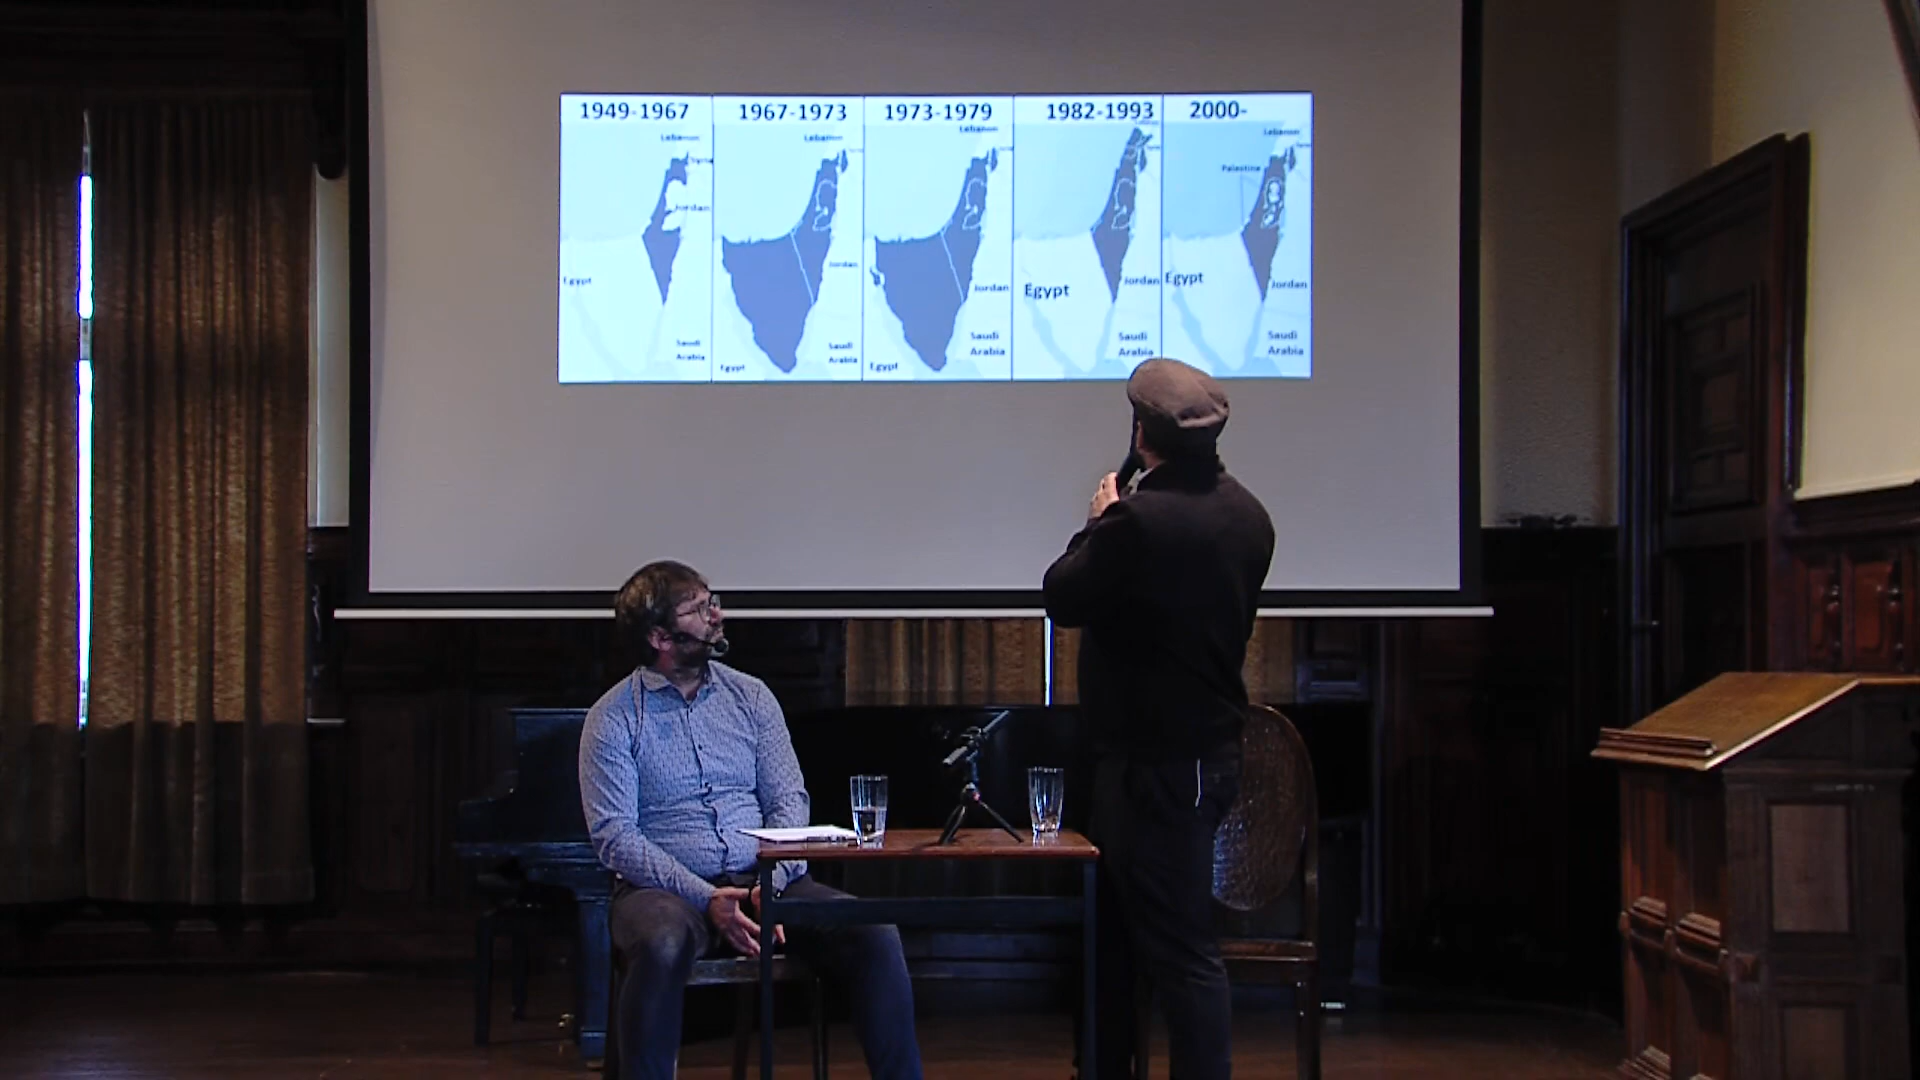 1949-1967
Lebanon
Syria
Jordan
Egypt
Saudi
Arabia
1967-1973
Lebanon
Jordan
Saudi
Arabia
Egypt
1973-1979
Lebanon
Jordan
Saudi
Arabia
Egypt
1982-1993
Egypt
Jordan
Saudi
Arabia
2000-
Lebanon
Palestine
Egypt
Jordan
Saudi
Arabia